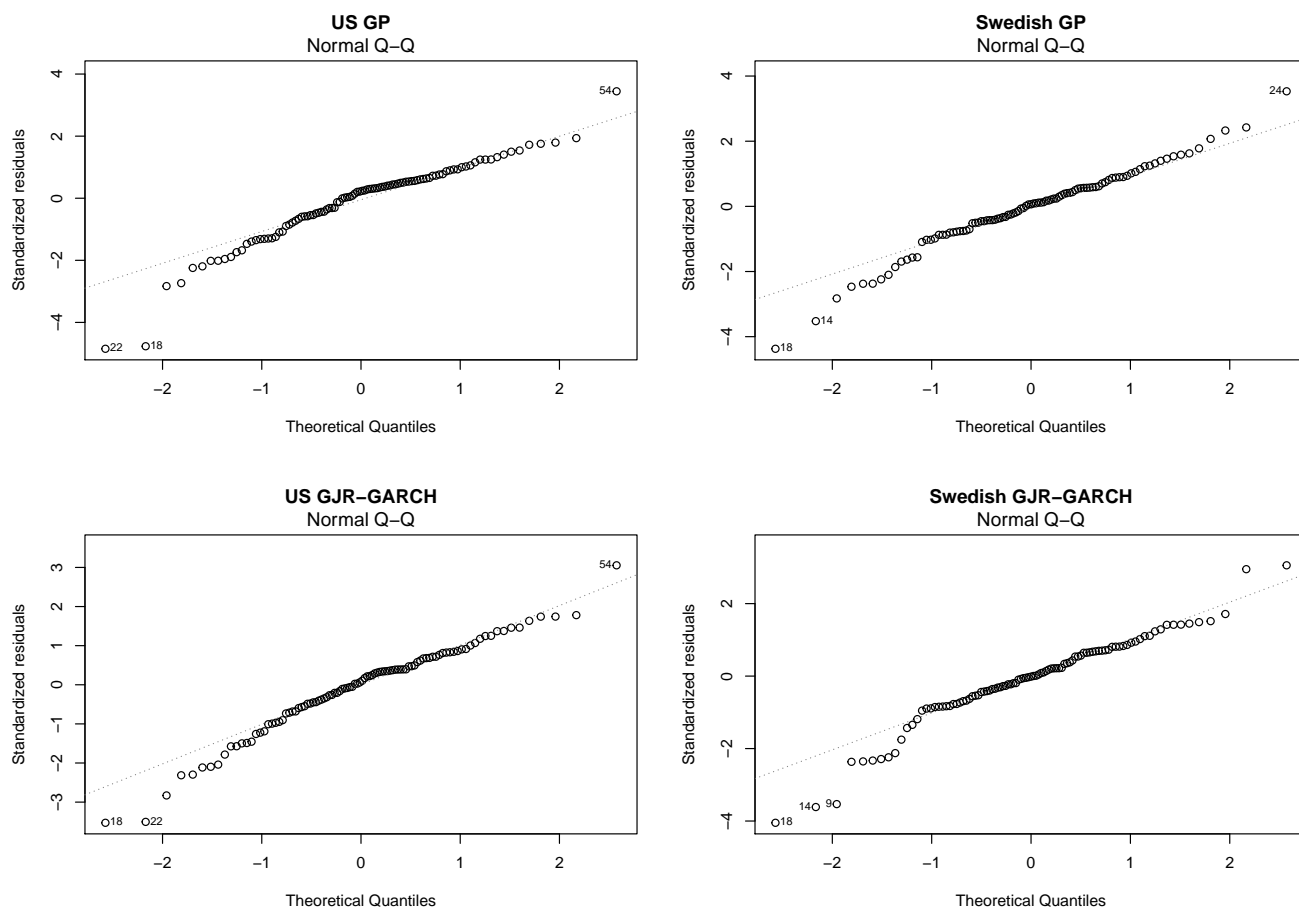 US GP
Normal Q−Q
Standardized residuals
4
2
0
−2
−4
54
22
18
−2 −1 0 1 2
Theoretical Quantiles
Swedish GP
Normal Q−Q
Standardized residuals
4
2
0
−2
−4
24
14
18
−2 −1 0 1 2
Theoretical Quantiles
US GJR−GARCH
Normal Q−Q
Standardized residuals
3
2
1
0
−1
−2
−3
54
18
22
−2 −1 0 1 2
Theoretical Quantiles
Swedish GJR−GARCH
Normal Q−Q
Standardized residuals
2
0
−2
−4
14
9
18
−2 −1 0 1 2
Theoretical Quantiles